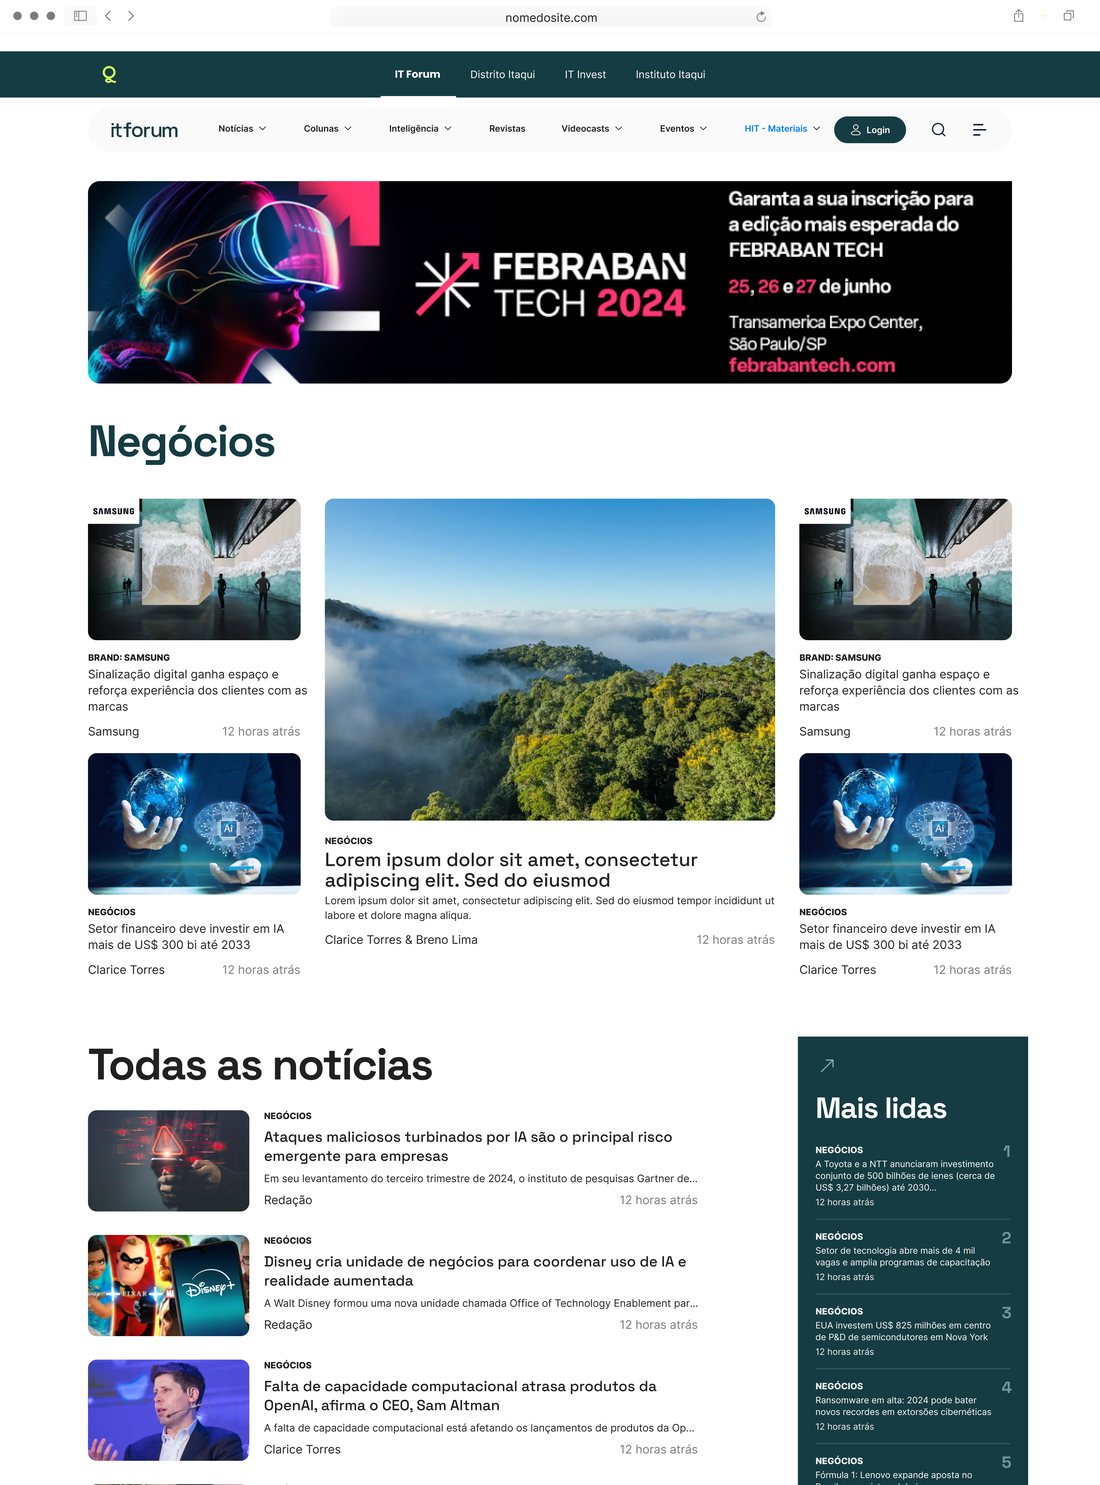 nomedosite.com
IT Forum
Distrito Itaqui
IT Invest
Instituto Itaqui
itforum
Notícias
Colunas
Inteligência
Revistas
Videocasts
Eventos
HIT - Materiais
Login
FEBRABAN
TECH 2024
Garanta a sua inscrição para
a edição mais esperada do
FEBRABAN TECH
25, 26 e 27 de junho
Transamerica Expo Center,
São Paulo/SP
febrabantech.com
Negócios
SAMSUNG
BRAND: SAMSUNG
Sinalização digital ganha espaço e
reforça experiência dos clientes com as
marcas
Samsung
12 horas atrás
AI
NEGÓCIOS
Setor financeiro deve investir em IA
mais de US$ 300 bi até 2033
Clarice Torres
12 horas atrás
NEGÓCIOS
Lorem ipsum dolor sit amet, consectetur
adipiscing elit. Sed do eiusmod
Lorem ipsum dolor sit amet, consectetur adipiscing elit. Sed do eiusmod tempor incididunt ut
labore et dolore magna aliqua.
Clarice Torres & Breno Lima
12 horas atrás
SAMSUNG
BRAND: SAMSUNG
Sinalização digital ganha espaço e
reforça experiência dos clientes com as
marcas
Samsung
12 horas atrás
AI
NEGÓCIOS
Setor financeiro deve investir em IA
mais de US$ 300 bi até 2033
Clarice Torres
12 horas atrás
Todas as notícias
NEGÓCIOS
Ataques maliciosos turbinados por IA são o principal risco
emergente para empresas
Em seu levantamento do terceiro trimestre de 2024, o instituto de pesquisas Gartner de...
Redação
12 horas atrás
PIXAR
Disney+
NEGÓCIOS
Disney cria unidade de negócios para coordenar uso de IA e
realidade aumentada
A Walt Disney formou uma nova unidade chamada Office of Technology Enablement par...
Redação
12 horas atrás
NEGÓCIOS
Falta de capacidade computacional atrasa produtos da
OpenAI, afirma o CEO, Sam Altman
A falta de capacidade computacional está afetando os lançamentos de produtos da Op...
Clarice Torres
12 horas atrás
Mais lidas
NEGÓCIOS
1
A Toyota e a NTT anunciaram investimento
conjunto de 500 bilhões de ienes (cerca de
US$ 3,27 bilhões) até 2030...
12 horas atrás
NEGÓCIOS
2
Setor de tecnologia abre mais de 4 mil
vagas e amplia programas de capacitação
12 horas atrás
NEGÓCIOS
3
EUA investem US$ 825 milhões em centro
de P&D de semicondutores em Nova York
12 horas atrás
NEGÓCIOS
4
Ransomware em alta: 2024 pode bater
novos recordes em extorsões cibernéticas
12 horas atrás
NEGÓCIOS
5
Fórmula 1: Lenovo expande aposta no